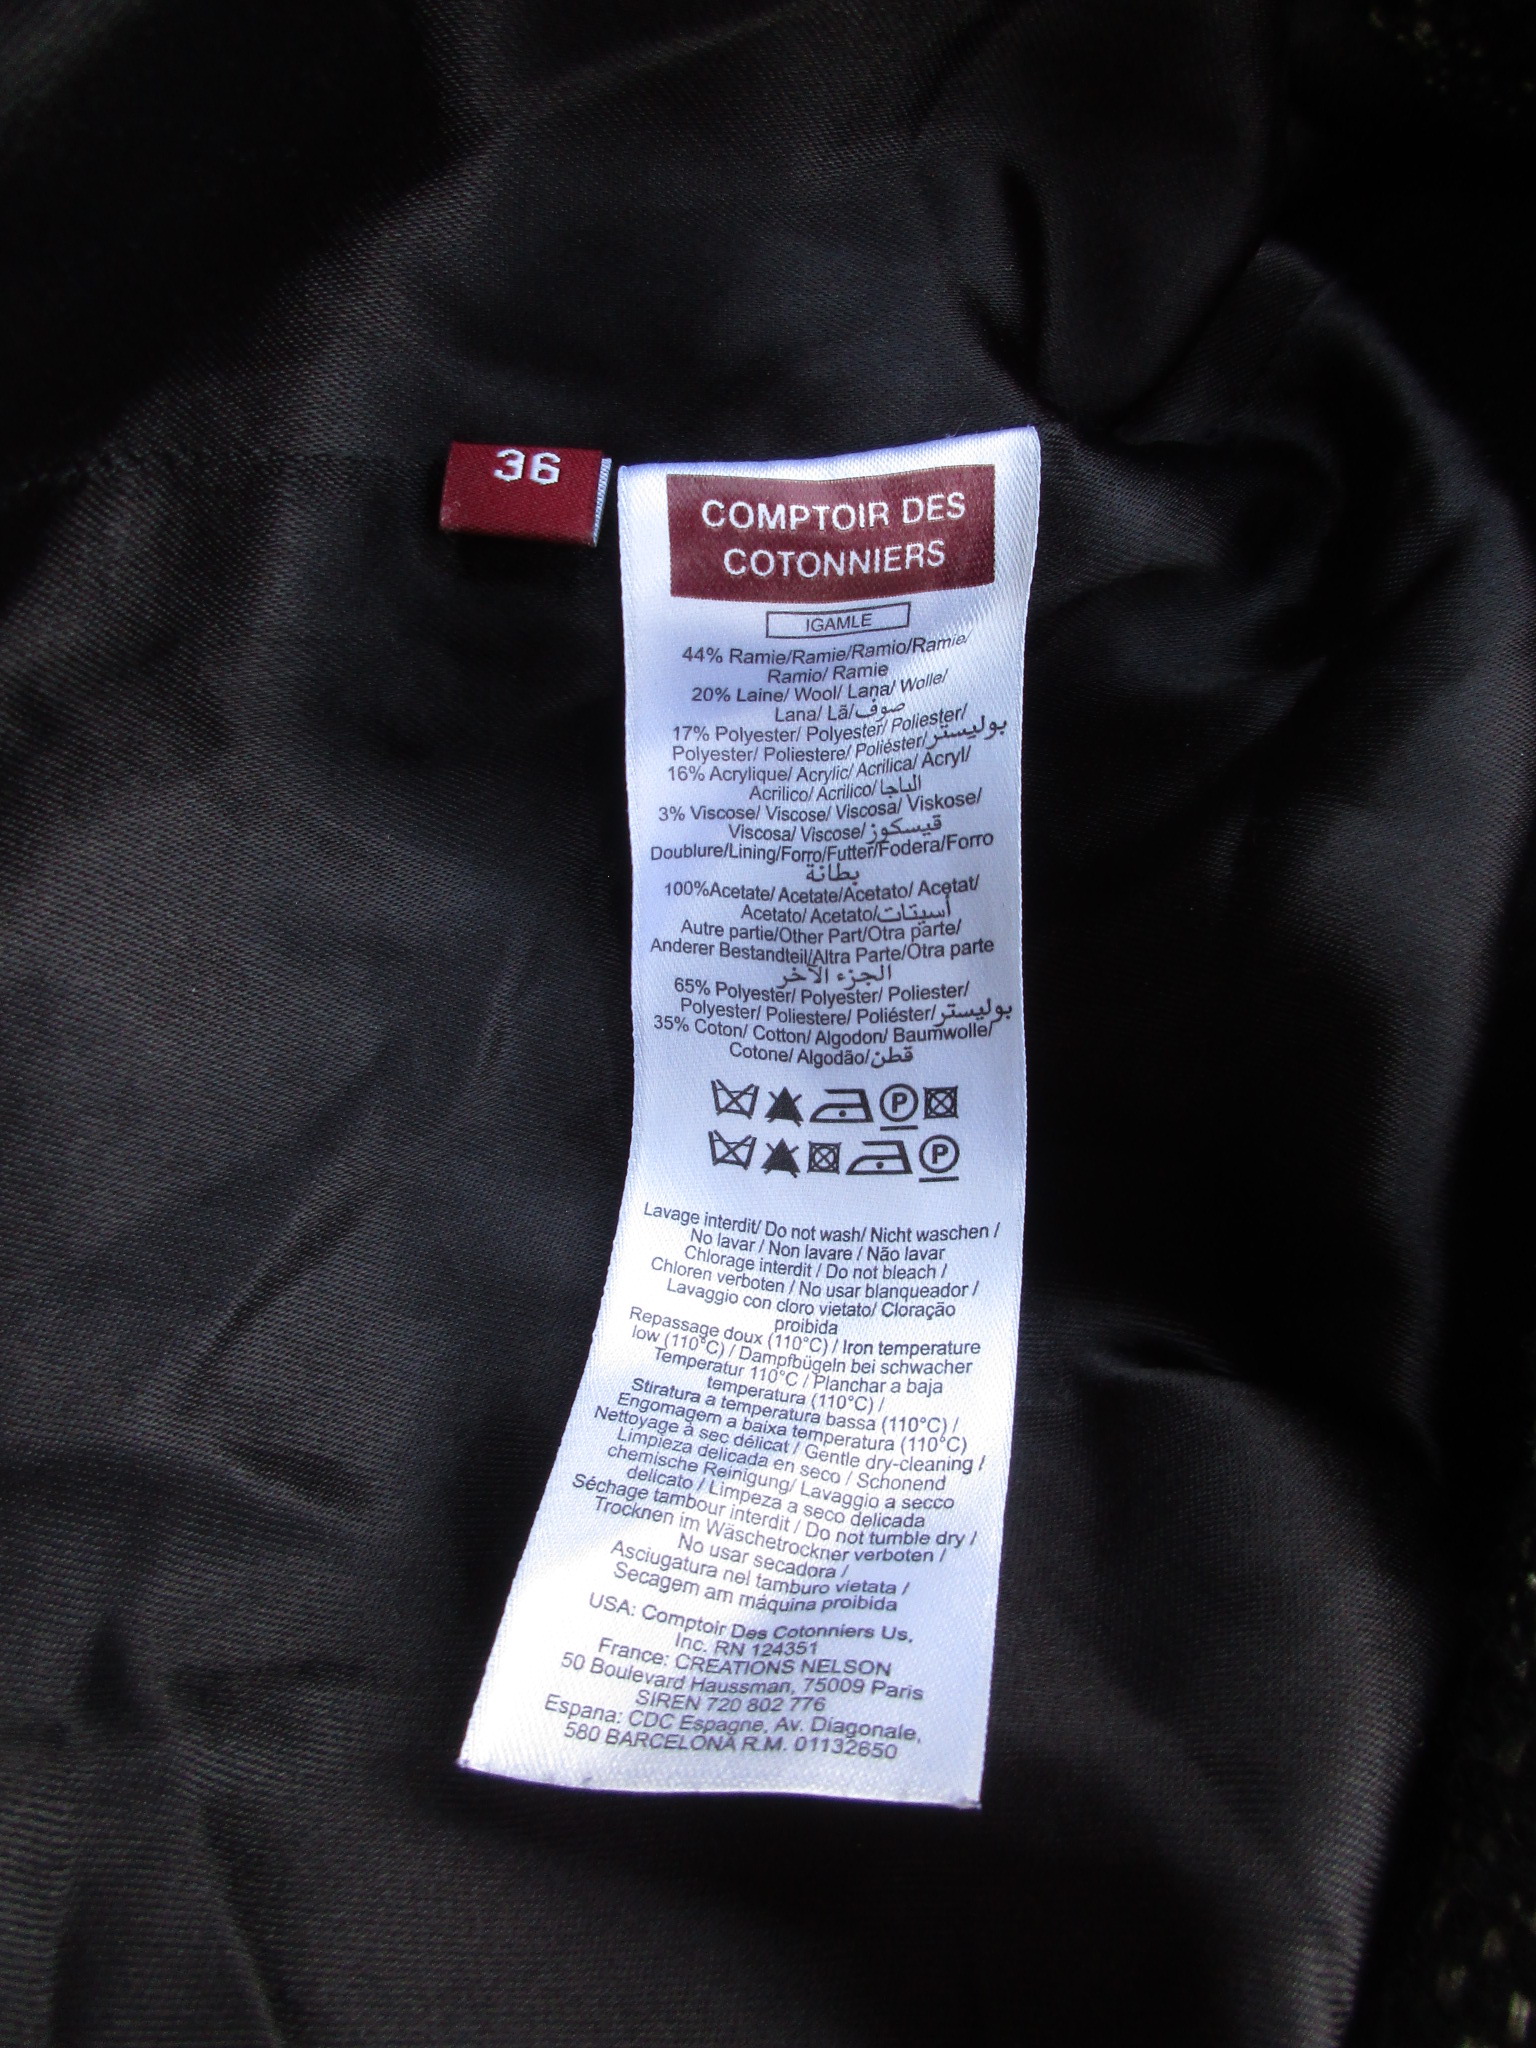 36
COMPTOIR DES
COTONNIERS
IGAMLE
44% Ramie/Ramie/Ramio/Ramie/
Ramio/ Ramie
20% Laine/ Wool/ Lana/ Wolle/
Lana/ Lã/صوف
17% Polyester/ Polyester/ Poliester/
Polyester/ Poliestere/ Poliéster/بوليستر
16% Acrylique/ Acrylic/ Acrilica/ Acryl/
Acrilico/ Acrilico/الباجا
3% Viscose/ Viscose/ Viscosa/ Viskose/
Viscosa/ Viscose/ڤيسكوز
Doublure/Lining/Forro/Futter/Fodera/Forro
بطانة
100%Acetate/ Acetate/Acetato/ Acetat/
Acetato/ Acetato/أسيتات
Autre partie/Other Part/Otra parte/
Anderer Bestandteil/Altra Parte/Otra parte
الجزء الآخر
65% Polyester/ Polyester/ Poliester/
Polyester/ Poliestere/ Poliéster/بوليستر
35% Coton/ Cotton/ Algodon/ Baumwolle/
Cotone/ Algodão/قطن
P
P
Lavage interdit/ Do not wash/ Nicht waschen /
No lavar / Non lavare / Não lavar
Chlorage interdit / Do not bleach /
Chloren verboten / No usar blanqueador /
Lavaggio con cloro vietato/ Cloração
proibida
Repassage doux (110°C) / Iron temperature
low (110°C) / Dampfbügeln bei schwacher
Temperatur 110°C / Planchar a baja
temperatura (110°C) /
Stiratura a temperatura bassa (110°C) /
Engomagem a baixa temperatura (110°C)
Nettoyage à sec délicat / Gentle dry-cleaning /
Limpieza delicada en seco / Schonend
chemische Reinigung/ Lavaggio a secco
delicato / Limpeza a seco delicada
Séchage tambour interdit / Do not tumble dry /
Trocknen im Wäschetrockner verboten /
No usar secadora /
Asciugatura nel tamburo vietata /
Secagem am máquina proibida
USA: Comptoir Des Cotonniers Us,
Inc. RN 124351
France: CREATIONS NELSON
50 Boulevard Haussman, 75009 Paris
SIREN 720 802 776
Espana: CDC Espagne, Av. Diagonale,
580 BARCELONA R.M. 01132650